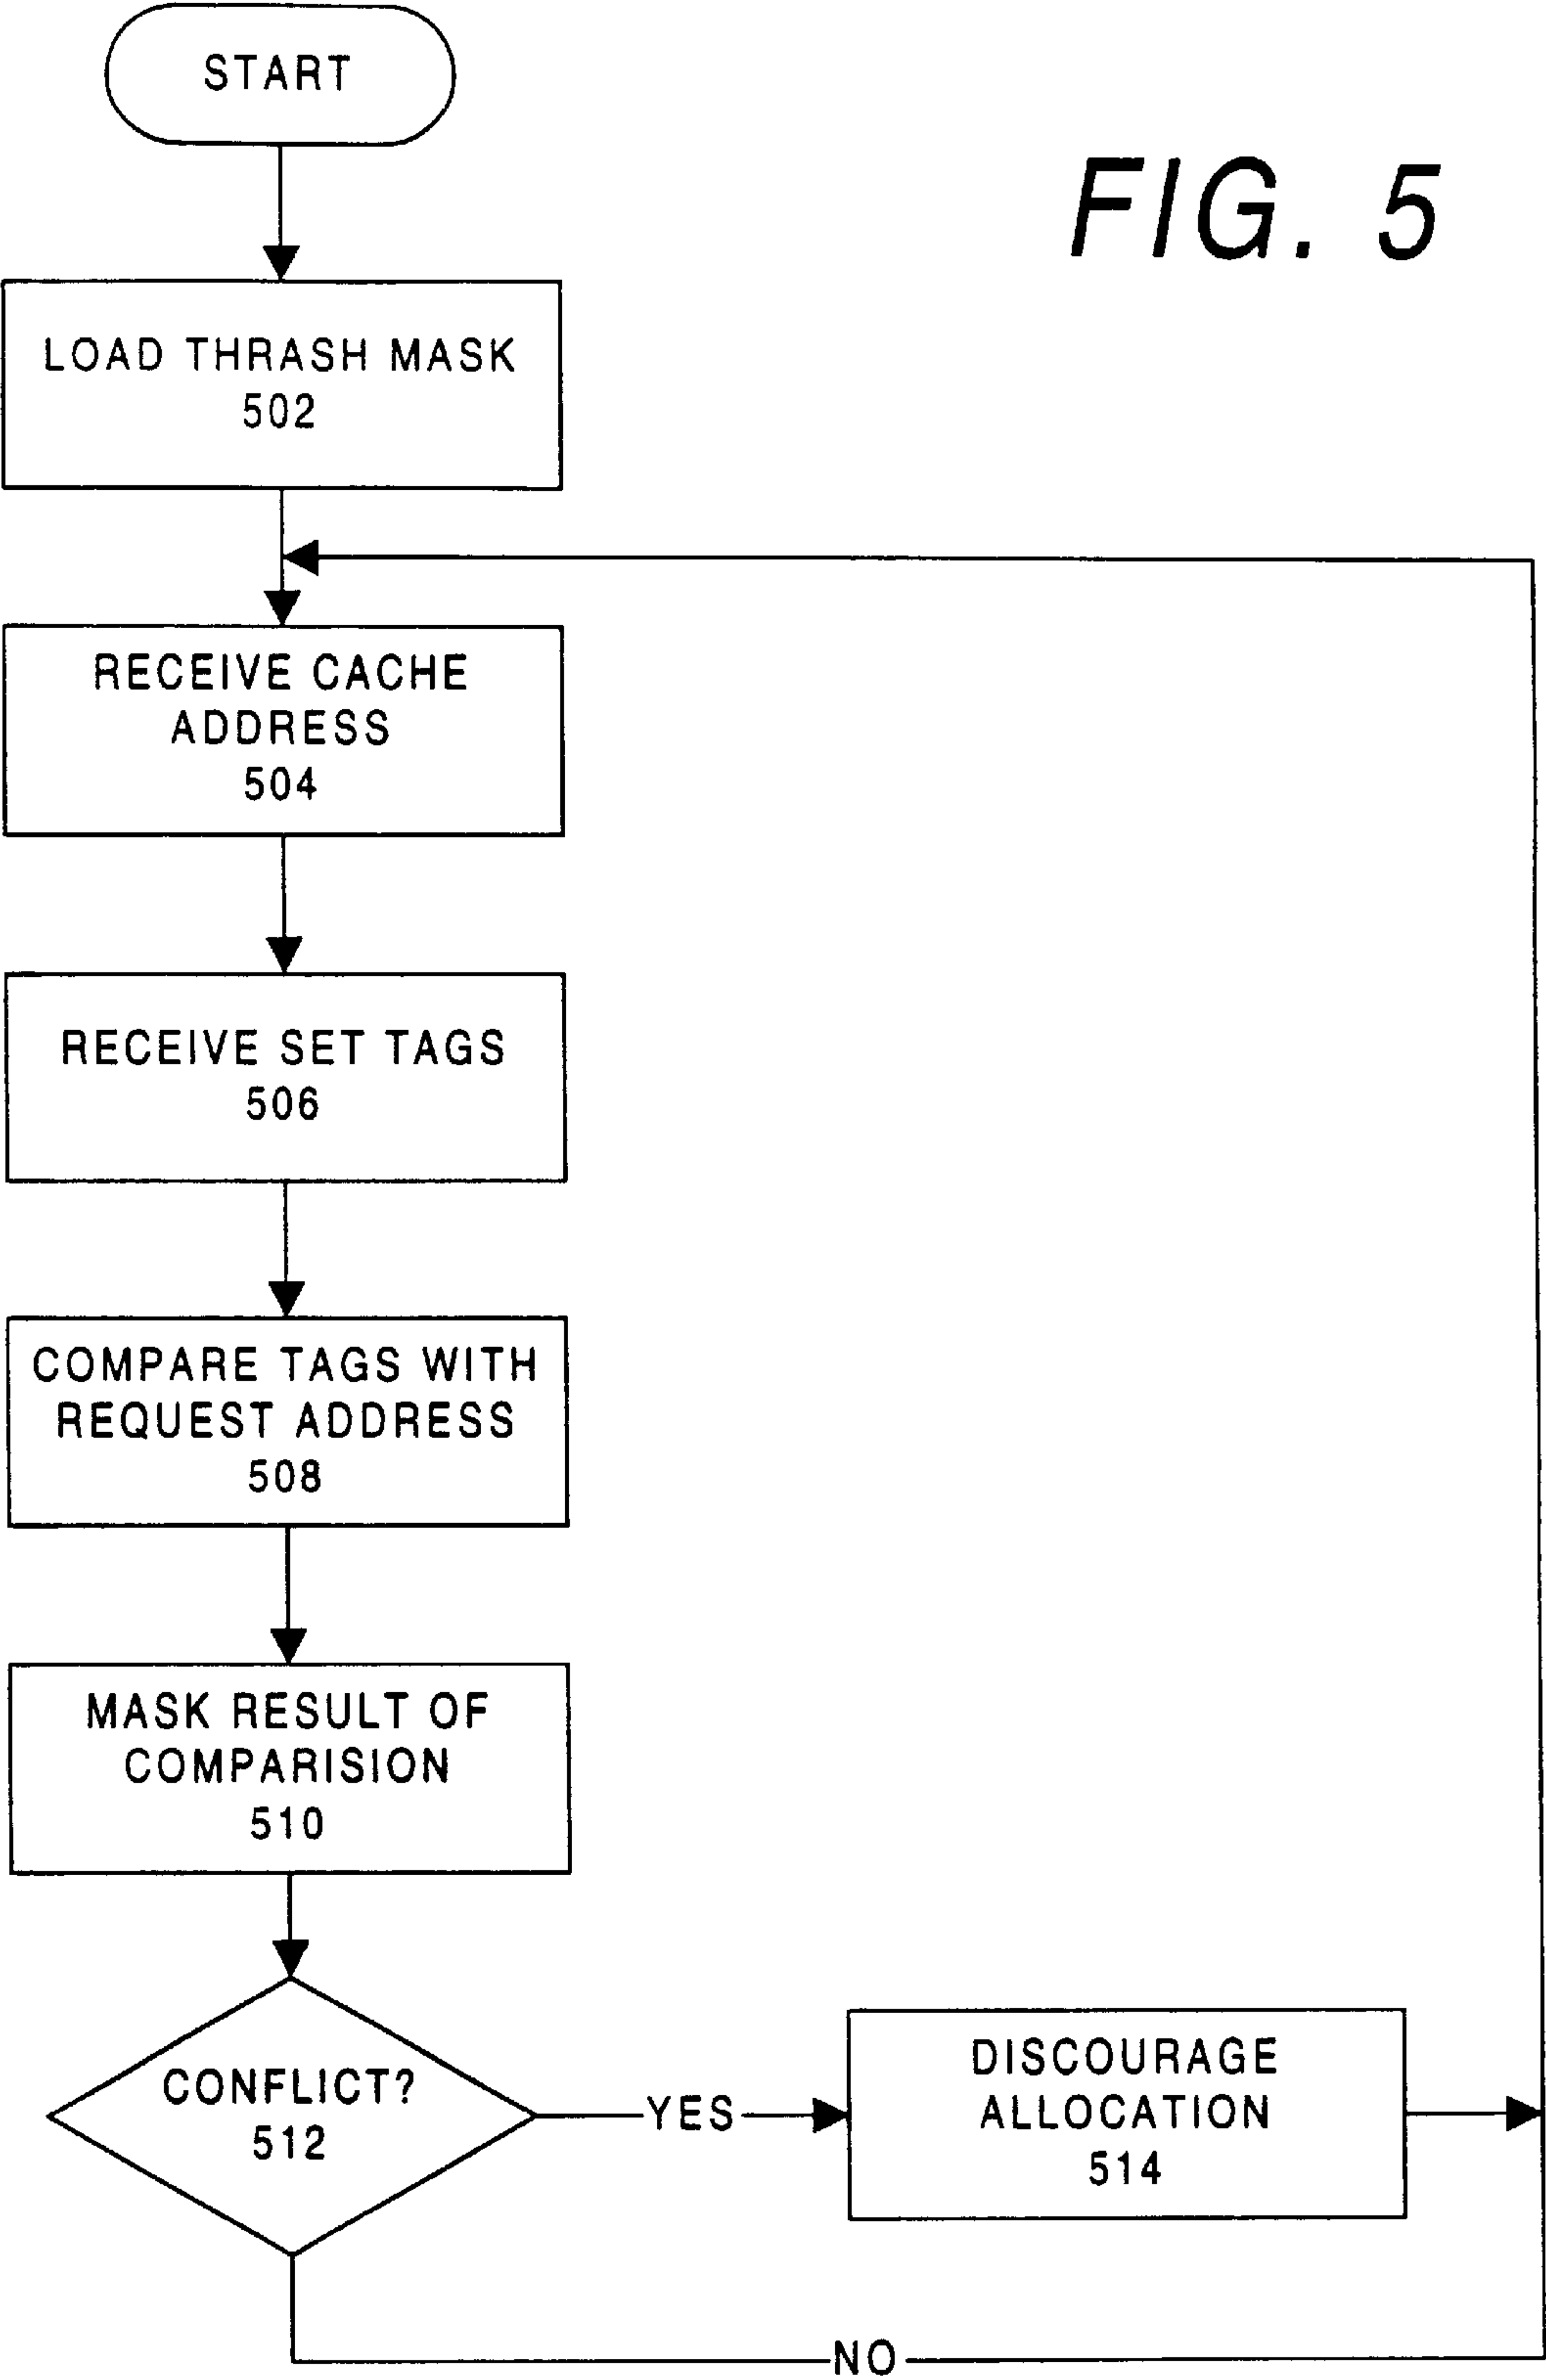 START
FIG. 5
LOAD THRASH MASK
502
RECEIVE CACHE
ADDRESS
504
RECEIVE SET TAGS
506
COMPARE TAGS WITH
REQUEST ADDRESS
508
MASK RESULT OF
COMPARISION
510
CONFLICT?
512
YES
DISCOURAGE
ALLOCATION
514
NO